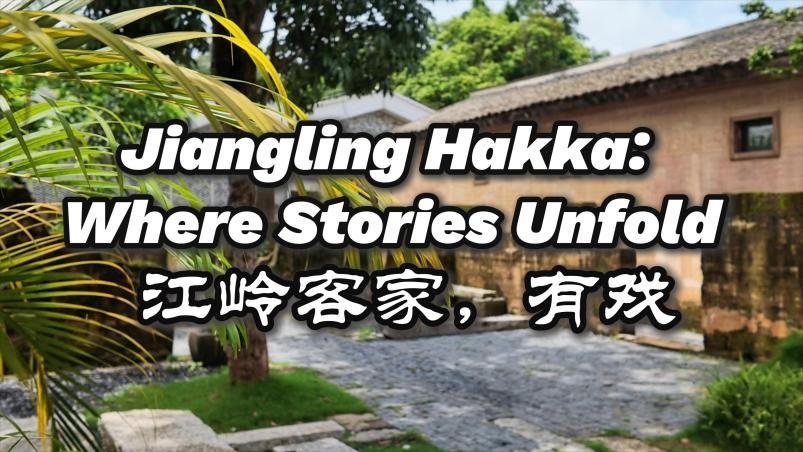 Jiangling Hakka:
Where Stories Unfold
江岭客家，有戏